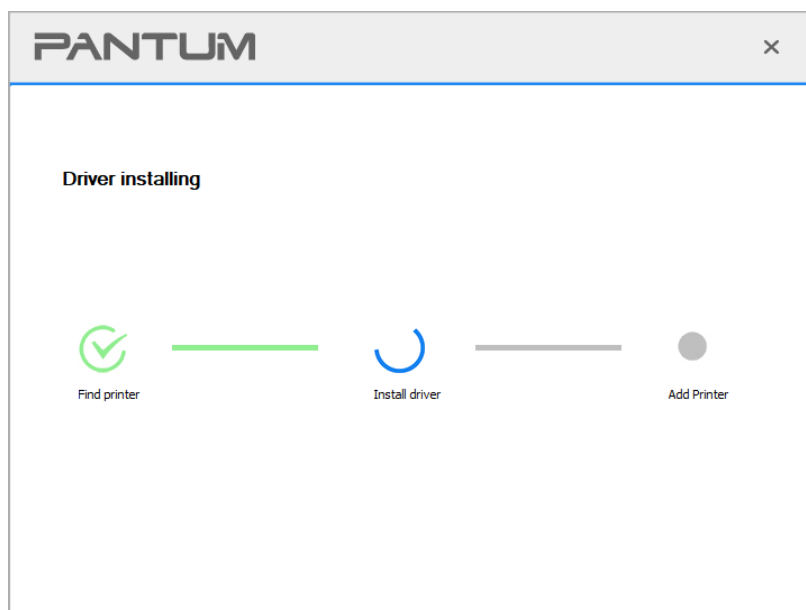 PANTUM
Driver installing
Find printer
Install driver
Add Printer